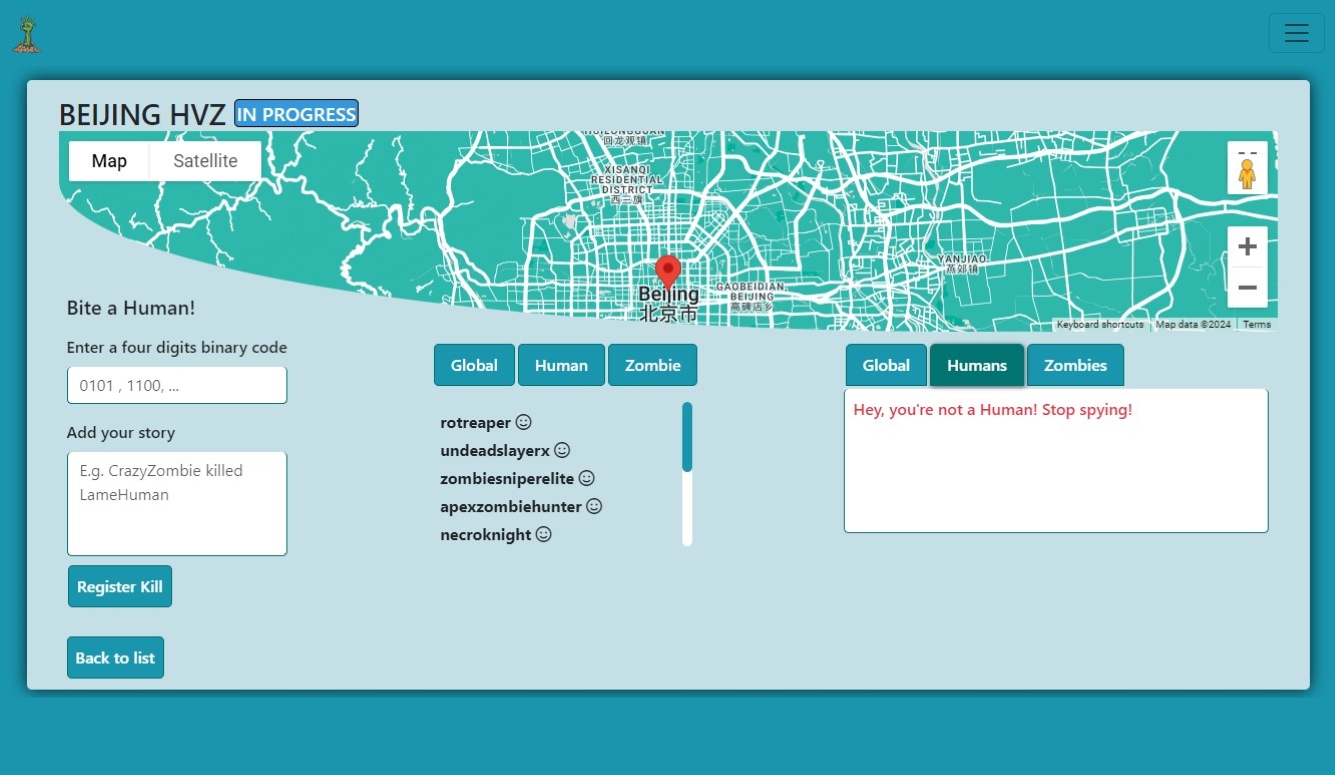 BEIJING HVZ IN PROGRESS
Map Satellite
回龙观镇
XISANQI
RESIDENTIAL
DISTRICT
西三旗
YANJIAO
燕郊镇
Beijing
北京市
GAOBEIDIAN,
BEIJING
高碑店乡
Keyboard shortcuts Map data ©2024 Terms
Bite a Human!
Enter a four digits binary code
0101 , 1100, ...
Add your story
E.g. CrazyZombie killed
LameHuman
Register Kill
Back to list
Global Human Zombie
rotreaper
undeadslayerx
zombiesniperelite
apexzombiehunter
necroknight
Global Humans Zombies
Hey, you're not a Human! Stop spying!